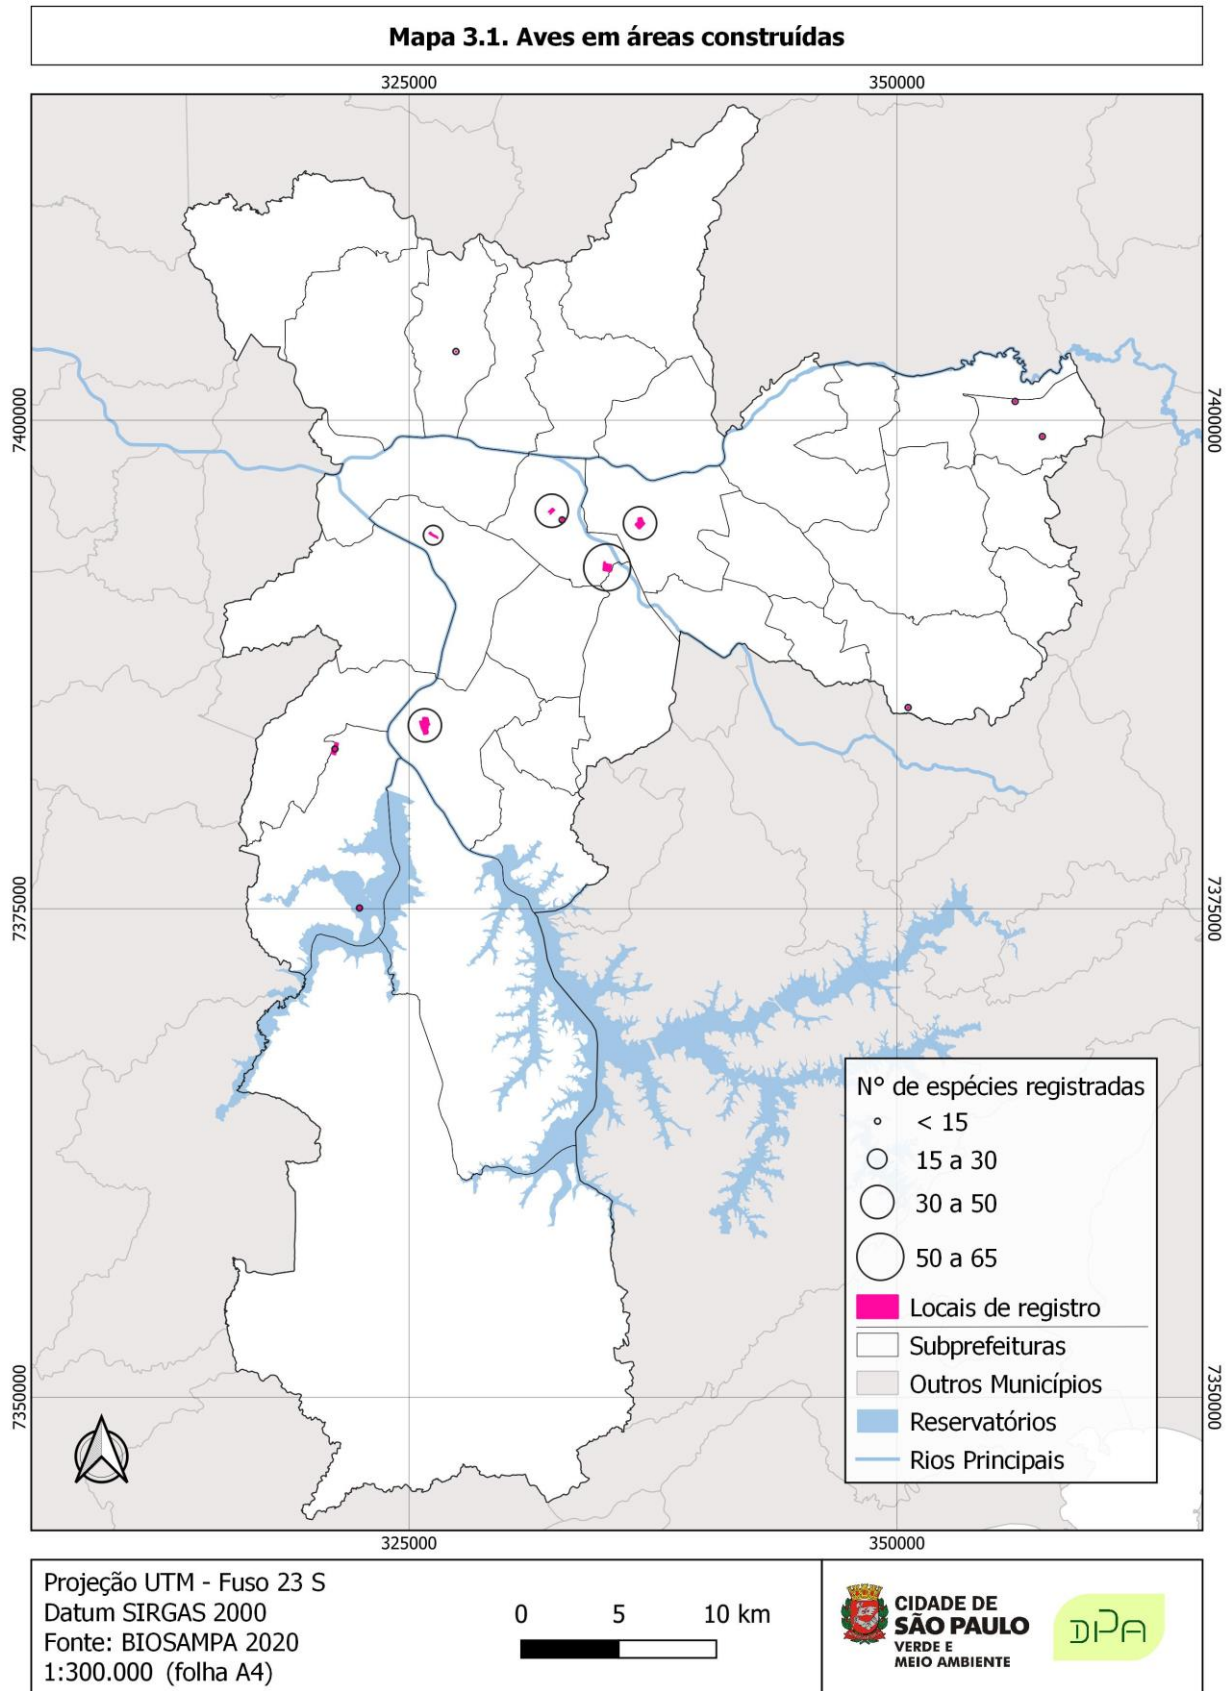 Mapa 3.1. Aves em áreas construídas
325000
350000
7400000
7400000
7375000
7375000
7350000
7350000
N° de espécies registradas
< 15
15 a 30
30 a 50
50 a 65
Locais de registro
Subprefeituras
Outros Municípios
Reservatórios
Rios Principais
325000
350000
Projeção UTM - Fuso 23 S
Datum SIRGAS 2000
Fonte: BIOSAMPA 2020
1:300.000 (folha A4)
0 5 10 km
CIDADE DE
SÃO PAULO
VERDE E
MEIO AMBIENTE
DPA